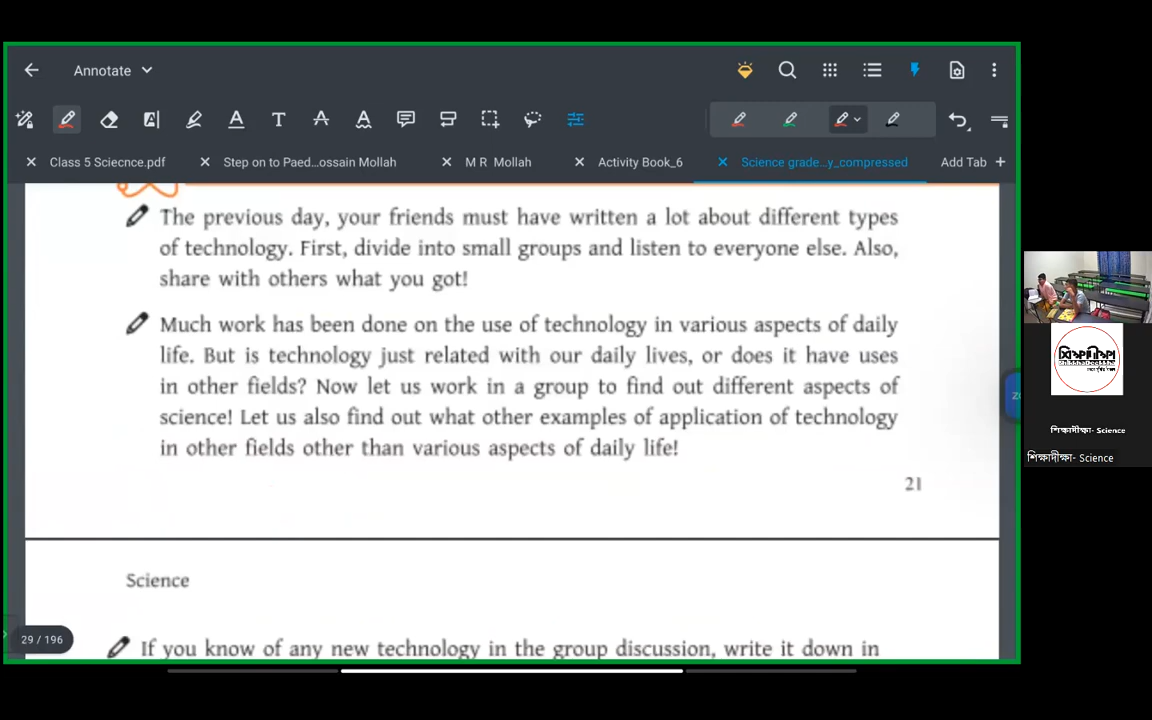 Annotate
Class 5 Sciecnce.pdf
Step on to Paed...ossain Mollah
M R Mollah
Activity Book_6
Science grade...y_compressed
Add Tab
The previous day, your friends must have written a lot about different types
of technology. First, divide into small groups and listen to everyone else. Also,
share with others what you got!
Much work has been done on the use of technology in various aspects of daily
life. But is technology just related with our daily lives, or does it have uses
in other fields? Now let us work in a group to find out different aspects of
science! Let us also find out what other examples of application of technology
in other fields other than various aspects of daily life!
21
Science
29 / 196
If you know of any new technology in the group discussion, write it down in
শিক্ষাদীক্ষা
শিক্ষাদীক্ষা- Science
শিক্ষাদীক্ষা- Science